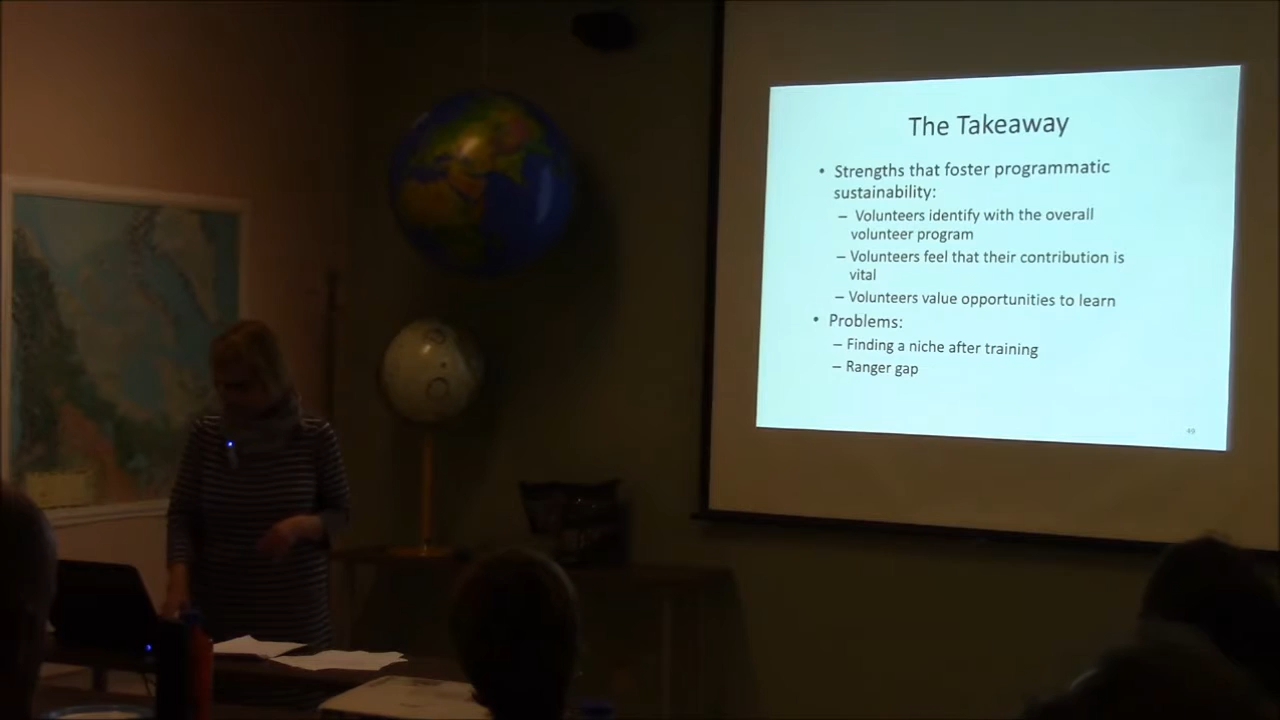 The Takeaway
• Strengths that foster programmatic
sustainability:
– Volunteers identify with the overall
volunteer program
– Volunteers feel that their contribution is
vital
– Volunteers value opportunities to learn
• Problems:
– Finding a niche after training
– Ranger gap
49